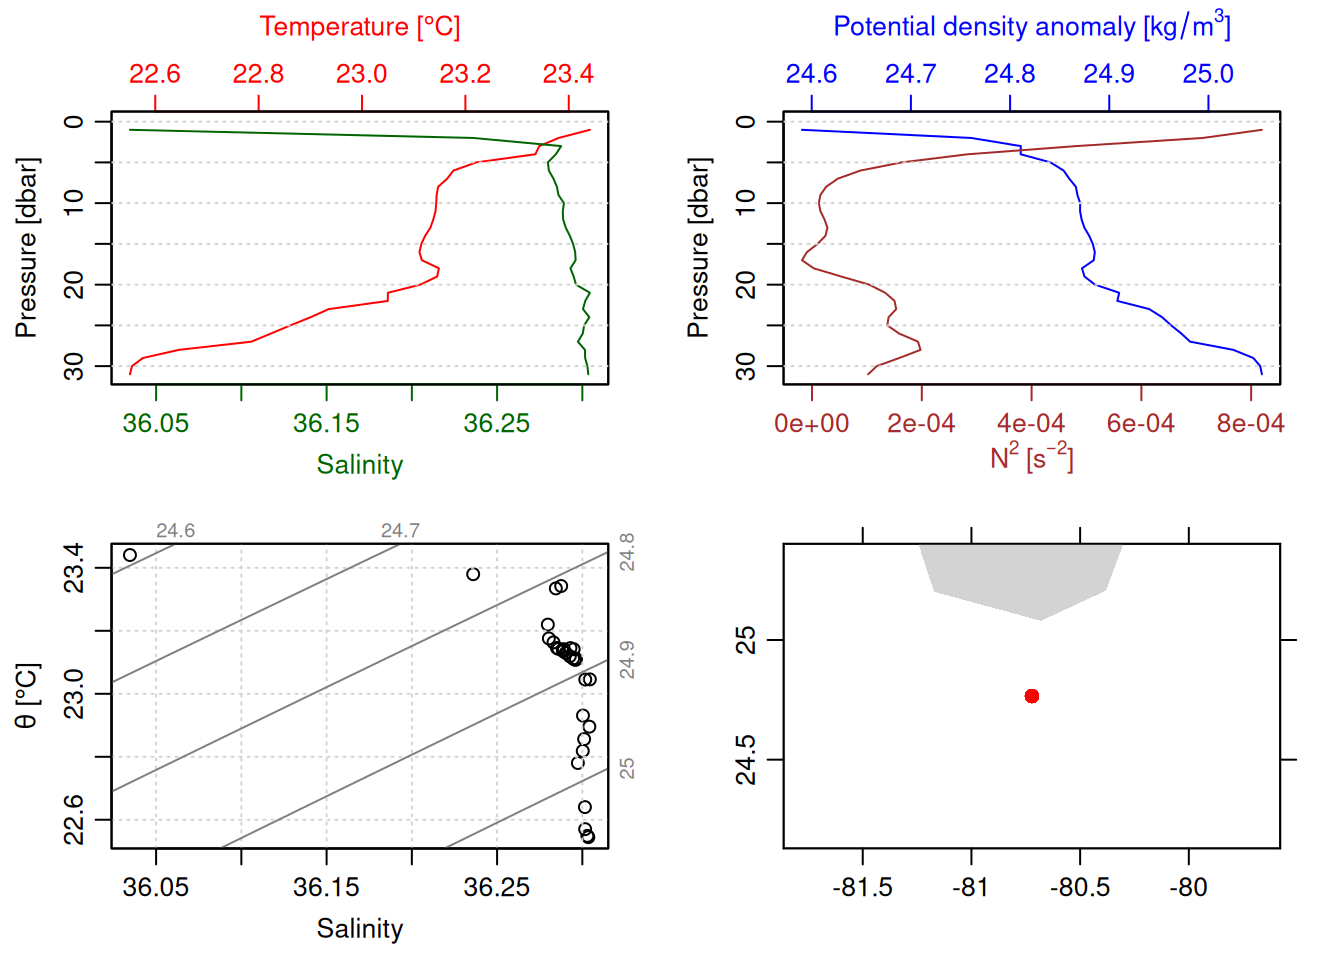 Temperature [°C]
22.6 22.8 23.0 23.2 23.4
Pressure [dbar]
0
10
20
30
36.05 36.15 36.25
Salinity
Potential density anomaly [kg/m³]
24.6 24.7 24.8 24.9 25.0
Pressure [dbar]
0
10
20
30
0e+00 2e-04 4e-04 6e-04 8e-04
N² [s⁻²]
24.6 24.7
24.8
24.9
25
θ [°C]
23.4
23.0
22.6
36.05 36.15 36.25
Salinity
25
24.5
-81.5 -81 -80.5 -80